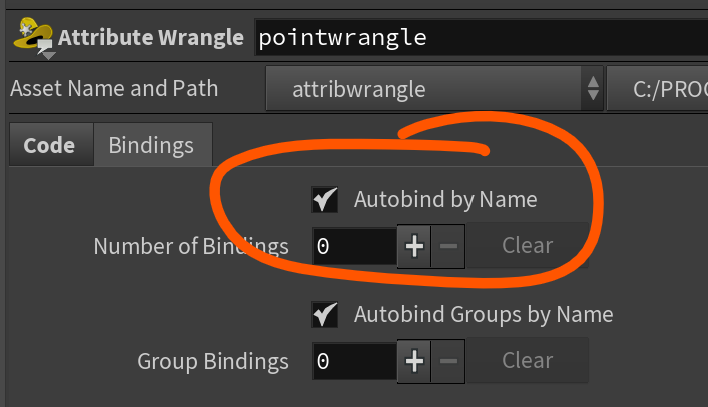 Attribute Wrangle pointwrangle
Asset Name and Path attribwrangle C:/PROG
Code Bindings
Autobind by Name
Number of Bindings 0 + − Clear
Autobind Groups by Name
Group Bindings 0 + − Clear